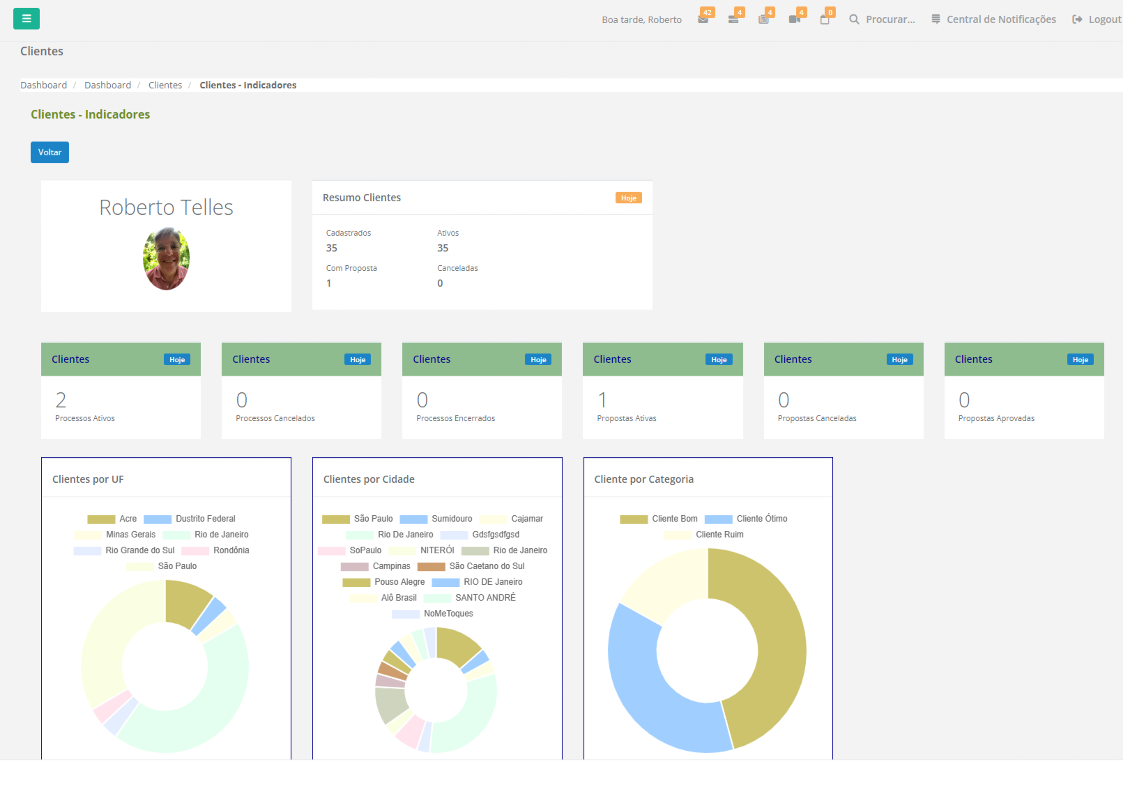 Boa tarde, Roberto 42 4 4 4 0 Procurar... Central de Notificações Logout
Clientes
Dashboard / Dashboard / Clientes / Clientes - Indicadores
Clientes - Indicadores
Voltar
Roberto Telles
Resumo Clientes Hoje
Cadastrados Ativos
35 35
Com Proposta Canceladas
1 0
Clientes Hoje Clientes Hoje Clientes Hoje Clientes Hoje Clientes Hoje Clientes Hoje
2 0 0 1 0 0
Processos Ativos Processos Cancelados Processos Encerrados Propostas Ativas Propostas Canceladas Propostas Aprovadas
Clientes por UF
Acre Dustrito Federal
Minas Gerais Rio de Janeiro
Rio Grande do Sul Rondônia
São Paulo
Clientes por Cidade
São Paulo Sumidouro Cajamar
Rio De Janeiro Gdsfgsdfgsd
SoPaulo NITERÓI Rio de Janeiro
Campinas São Caetano do Sul
Pouso Alegre RIO DE Janeiro
Alô Brasil SANTO ANDRÉ
NoMeToques
Cliente por Categoria
Cliente Bom Cliente Ótimo
Cliente Ruim